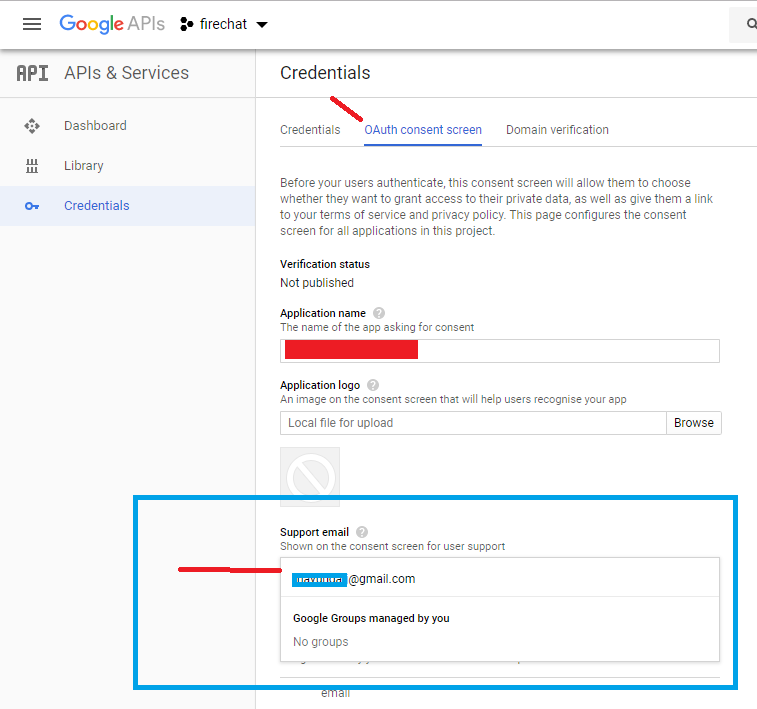 Google APIs firechat
API APIs & Services
Credentials
Dashboard
Library
Credentials
Credentials OAuth consent screen Domain verification
Before your users authenticate, this consent screen will allow them to choose
whether they want to grant access to their private data, as well as give them a link
to your terms of service and privacy policy. This page configures the consent
screen for all applications in this project.
Verification status
Not published
Application name ?
The name of the app asking for consent
Application logo ?
An image on the consent screen that will help users recognise your app
Local file for upload Browse
Support email ?
Shown on the consent screen for user support
@gmail.com
Google Groups managed by you
No groups
email